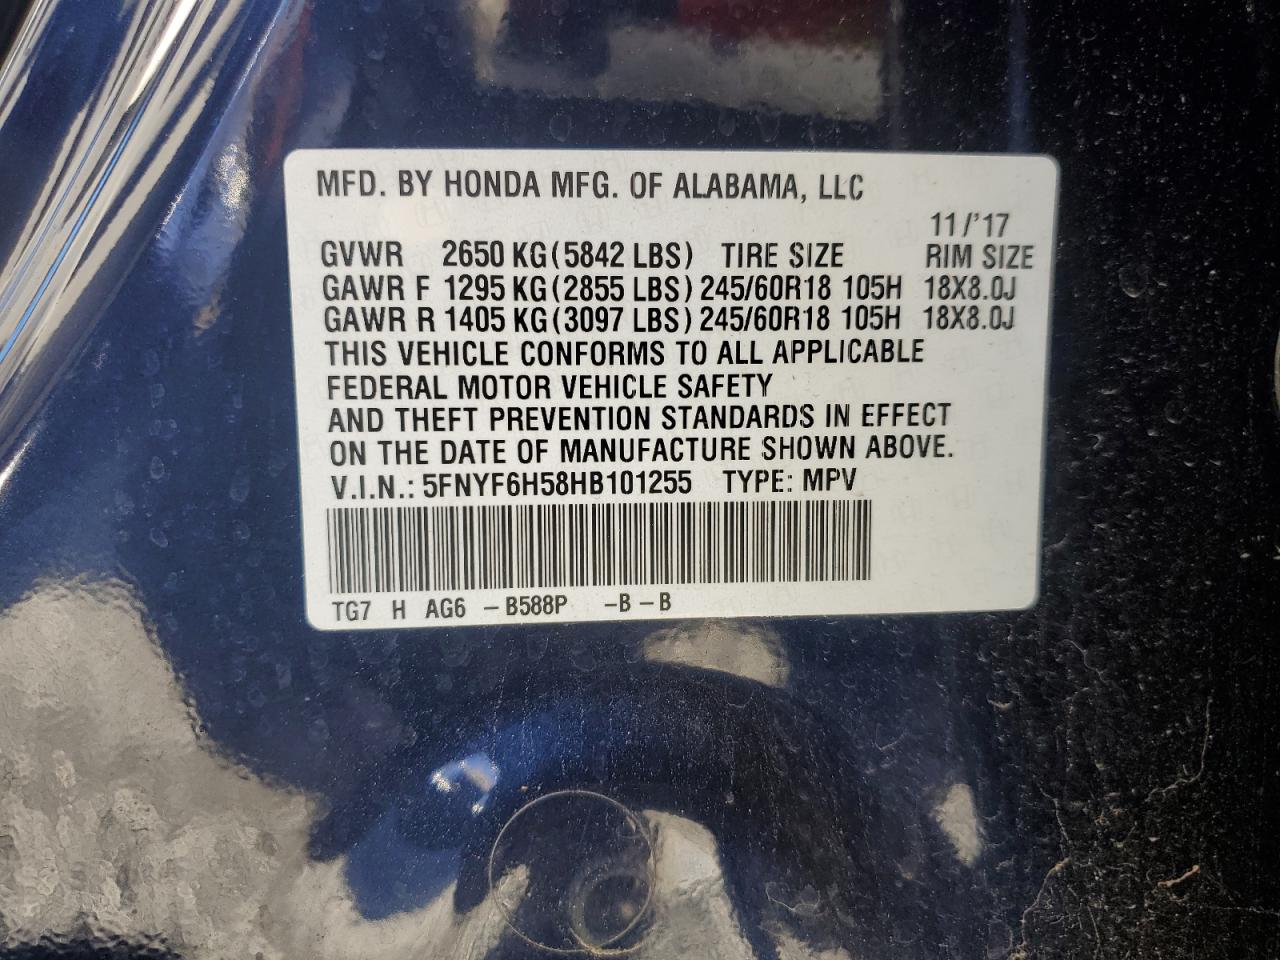 MFD. BY HONDA MFG. OF ALABAMA, LLC
11/'17
GVWR 2650 KG (5842 LBS) TIRE SIZE RIM SIZE
GAWR F 1295 KG (2855 LBS) 245/60R18 105H 18X8.0J
GAWR R 1405 KG (3097 LBS) 245/60R18 105H 18X8.0J
THIS VEHICLE CONFORMS TO ALL APPLICABLE
FEDERAL MOTOR VEHICLE SAFETY
AND THEFT PREVENTION STANDARDS IN EFFECT
ON THE DATE OF MANUFACTURE SHOWN ABOVE.
V.I.N.: 5FNYF6H58HB101255 TYPE: MPV
TG7 H AG6 -B588P -B-B